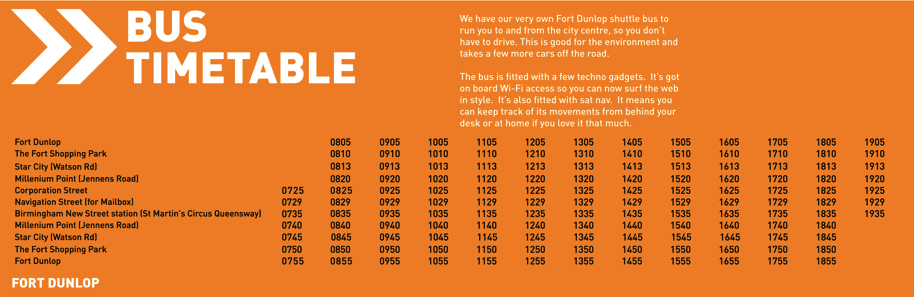 BUS
TIMETABLE
We have our very own Fort Dunlop shuttle bus to
run you to and from the city centre, so you don't
have to drive. This is good for the environment and
takes a few more cars off the road.
The bus is fitted with a few techno gadgets. It's got
on board Wi-Fi access so you can now surf the web
in style. It's also fitted with sat nav. It means you
can keep track of its movements from behind your
desk or at home if you love it that much.
Fort Dunlop 0805 0905 1005 1105 1205 1305 1405 1505 1605 1705 1805 1905
The Fort Shopping Park 0810 0910 1010 1110 1210 1310 1410 1510 1610 1710 1810 1910
Star City (Watson Rd) 0813 0913 1013 1113 1213 1313 1413 1513 1613 1713 1813 1913
Millenium Point (Jennens Road) 0820 0920 1020 1120 1220 1320 1420 1520 1620 1720 1820 1920
Corporation Street 0725 0825 0925 1025 1125 1225 1325 1425 1525 1625 1725 1825 1925
Navigation Street (for Mailbox) 0729 0829 0929 1029 1129 1229 1329 1429 1529 1629 1729 1829 1929
Birmingham New Street station (St Martin's Circus Queensway) 0735 0835 0935 1035 1135 1235 1335 1435 1535 1635 1735 1835 1935
Millenium Point (Jennens Road) 0740 0840 0940 1040 1140 1240 1340 1440 1540 1640 1740 1840
Star City (Watson Rd) 0745 0845 0945 1045 1145 1245 1345 1445 1545 1645 1745 1845
The Fort Shopping Park 0750 0850 0950 1050 1150 1250 1350 1450 1550 1650 1750 1850
Fort Dunlop 0755 0855 0955 1055 1155 1255 1355 1455 1555 1655 1755 1855
FORT DUNLOP